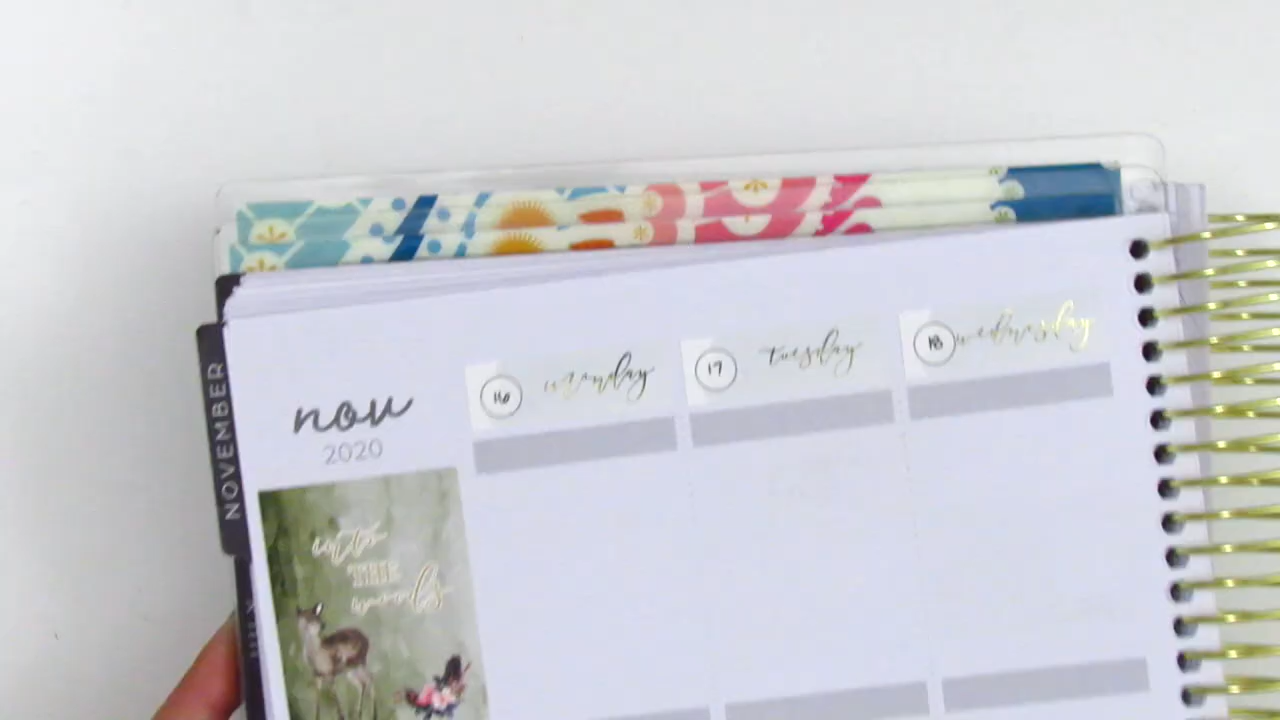 NOVEMBER
nov
2020
16 monday
17 tuesday
18 wednesday
into
THE
woods